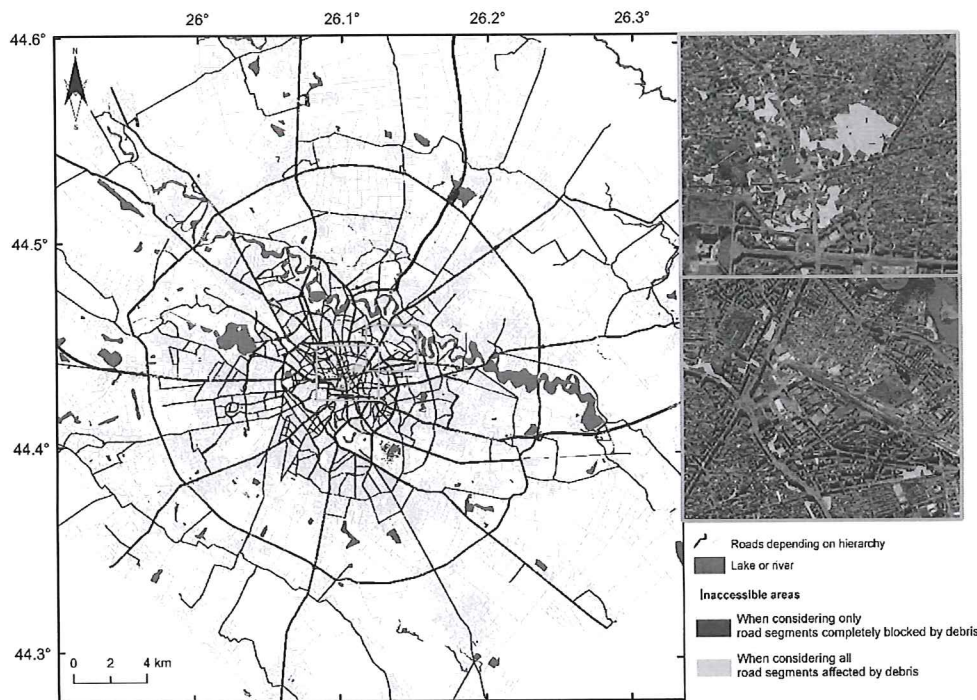 26° 26.1° 26.2° 26.3°
44.6°
N
S
44.5°
44.4°
44.3°
0 2 4 km
Roads depending on hierarchy
Lake or river
Inaccessible areas
When considering only
road segments completely blocked by debris
When considering all
road segments affected by debris